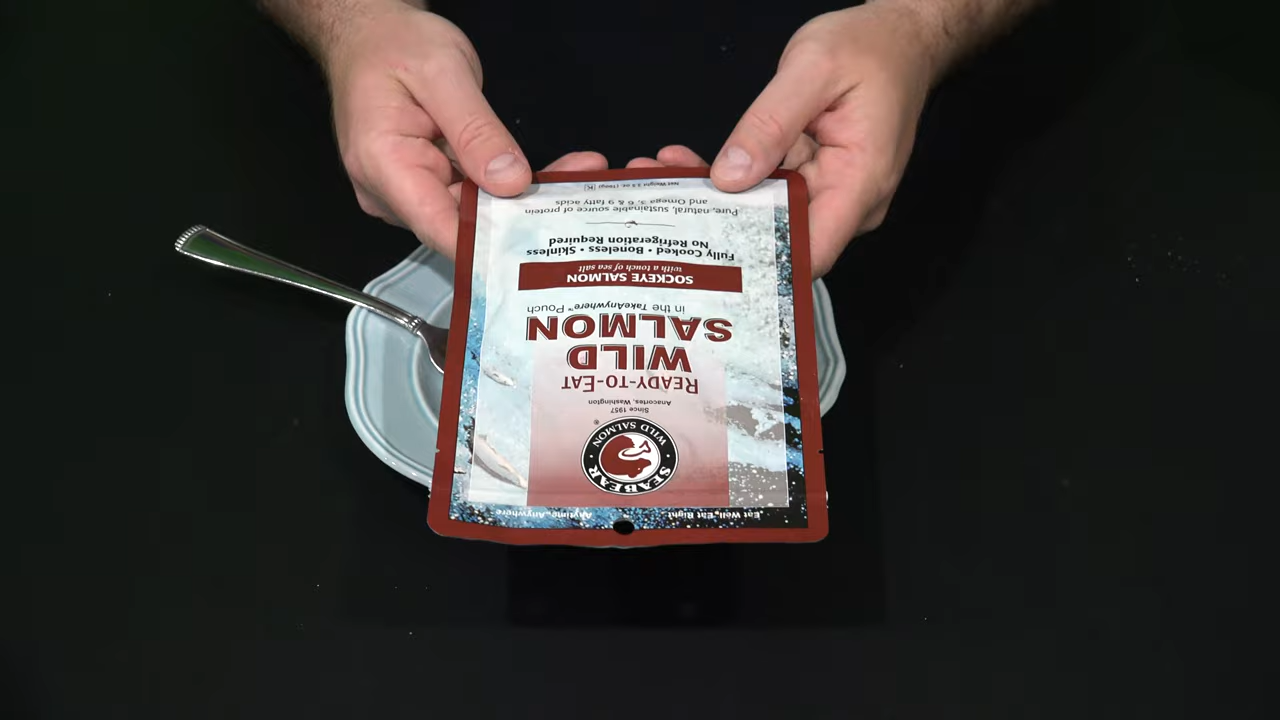 Eat Well, Eat Right Anytime, Anywhere
SEABEAR
WILD SALMON
®
Since 1957
Anacortes, Washington
READY-TO-EAT
WILD
SALMON
in the TakeAnywhere™ Pouch
SOCKEYE SALMON
with a touch of sea salt
Fully Cooked • Boneless • Skinless
No Refrigeration Required
Pure, natural, sustainable source of protein
and Omega 3, 6 & 9 fatty acids
Net Weight 3.5 oz. (100g) K